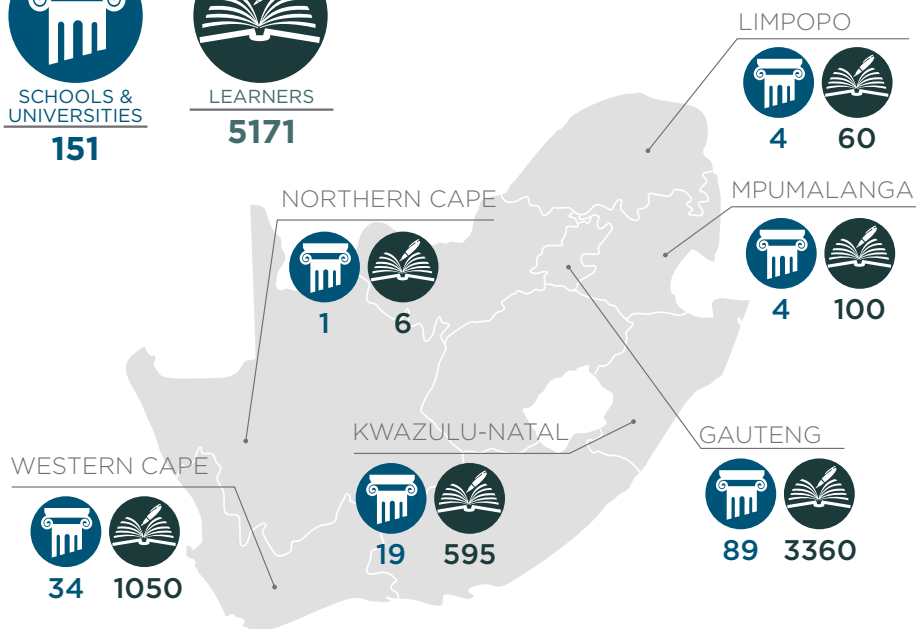 SCHOOLS &
UNIVERSITIES
151
LEARNERS
5171
LIMPOPO
4 60
MPUMALANGA
4 100
NORTHERN CAPE
1 6
KWAZULU-NATAL
19 595
GAUTENG
89 3360
WESTERN CAPE
34 1050